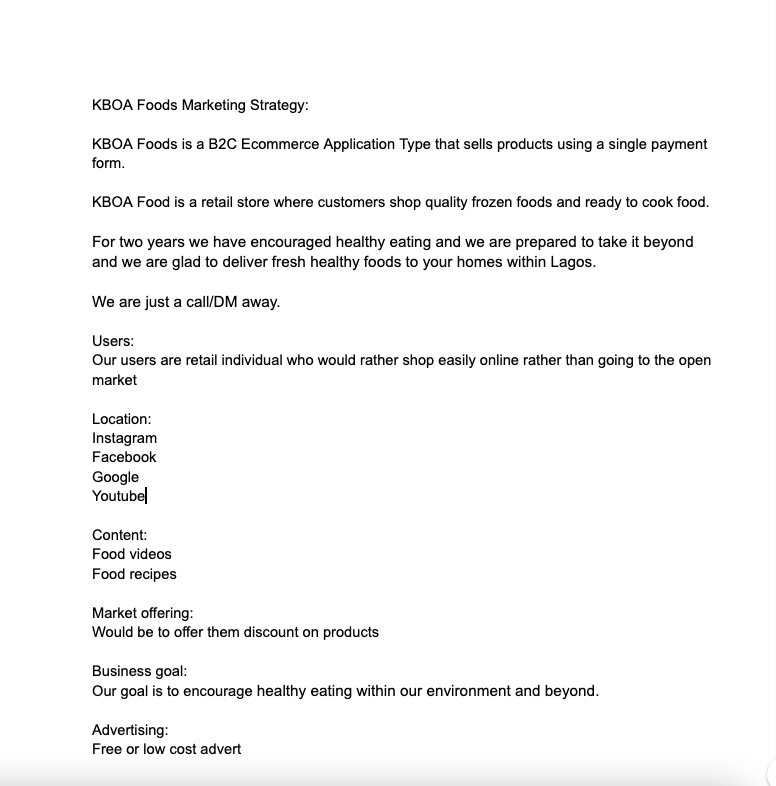 KBOA Foods Marketing Strategy:
KBOA Foods is a B2C Ecommerce Application Type that sells products using a single payment
form.
KBOA Food is a retail store where customers shop quality frozen foods and ready to cook food.
For two years we have encouraged healthy eating and we are prepared to take it beyond
and we are glad to deliver fresh healthy foods to your homes within Lagos.
We are just a call/DM away.
Users:
Our users are retail individual who would rather shop easily online rather than going to the open
market
Location:
Instagram
Facebook
Google
Youtube
Content:
Food videos
Food recipes
Market offering:
Would be to offer them discount on products
Business goal:
Our goal is to encourage healthy eating within our environment and beyond.
Advertising:
Free or low cost advert